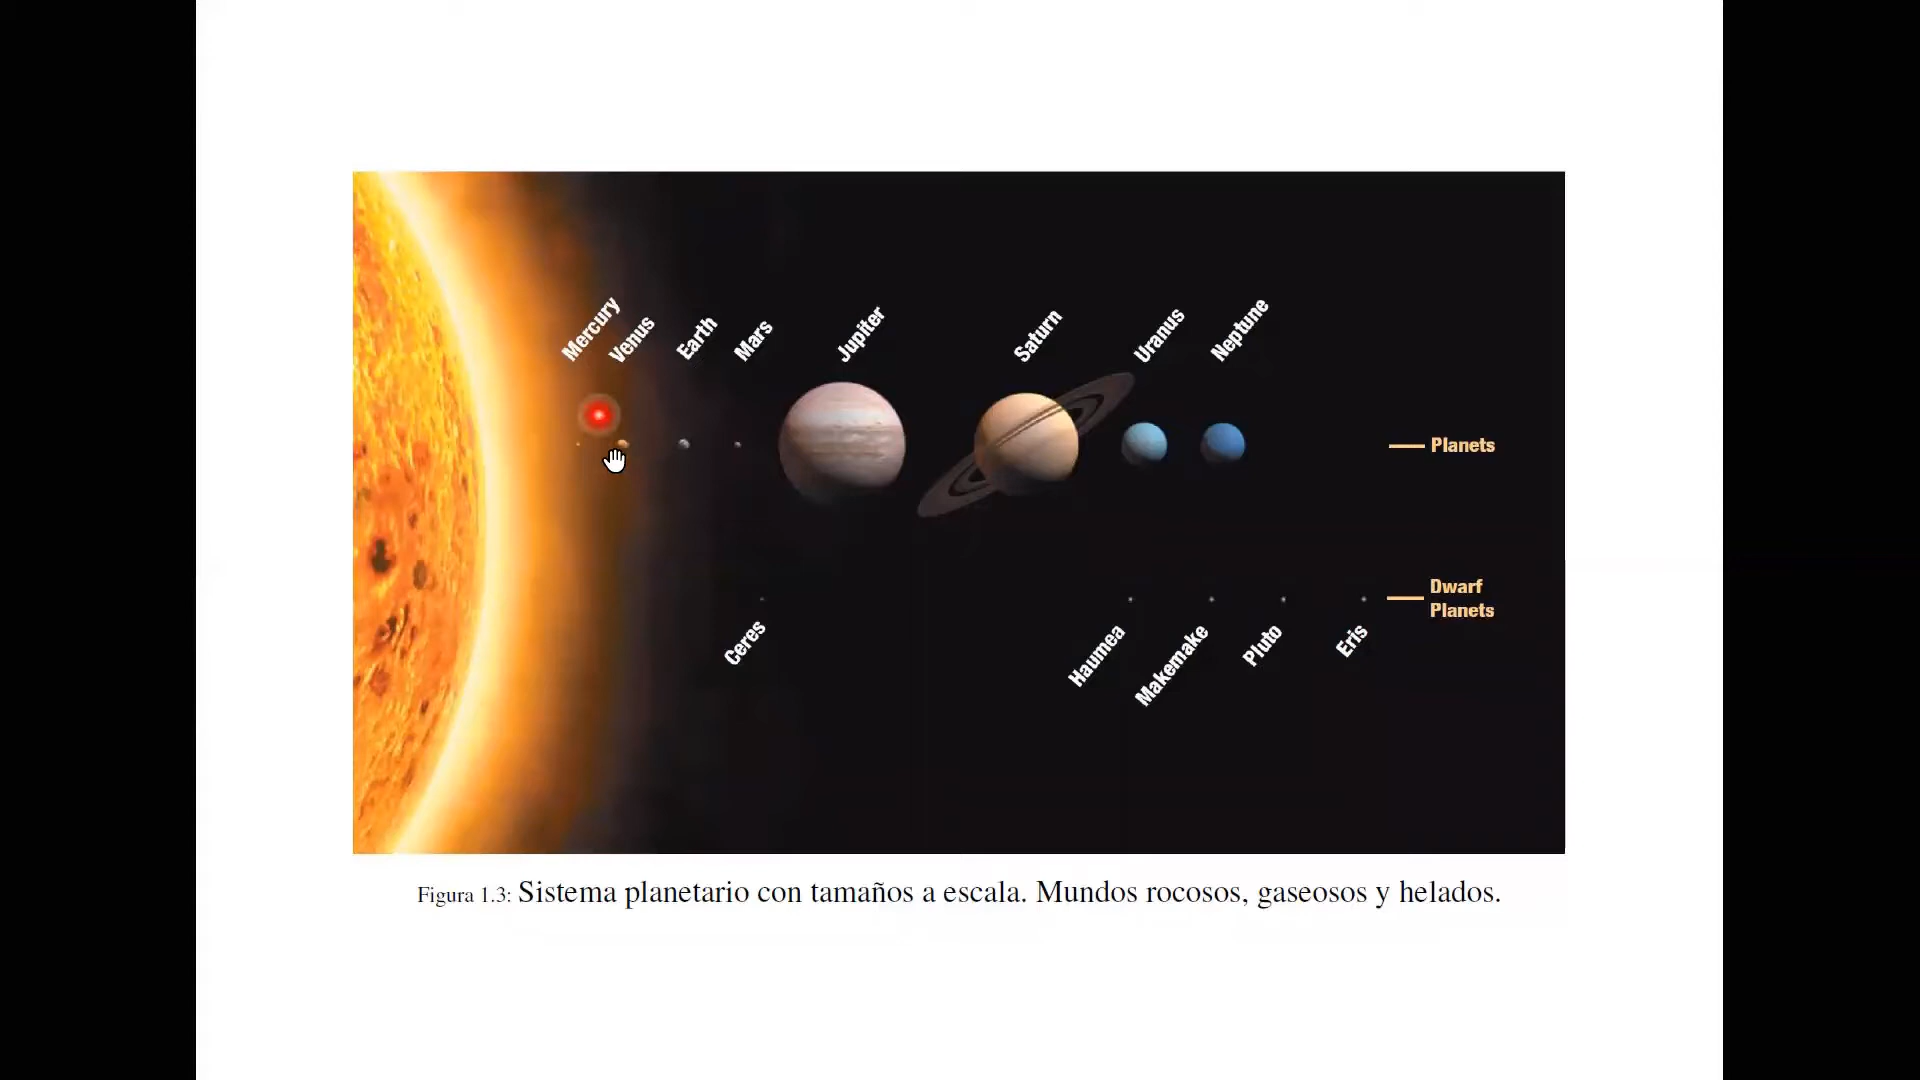 Mercury
Venus
Earth
Mars
Jupiter
Saturn
Uranus
Neptune
Planets
Dwarf
Planets
Ceres
Haumea
Makemake
Pluto
Eris
Figura 1.3: Sistema planetario con tamaños a escala. Mundos rocosos, gaseosos y helados.